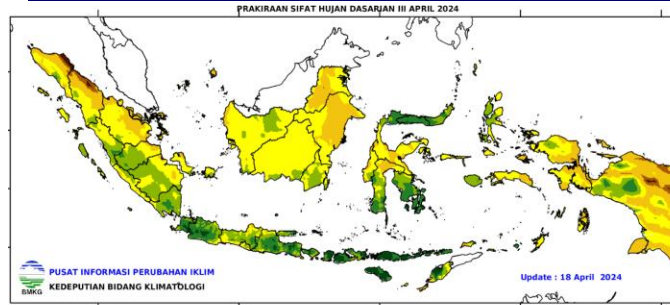 PRAKIRAAN SIFAT HUJAN DASARIAN III APRIL 2024
PUSAT INFORMASI PERUBAHAN IKLIM
KEDEPUTIAN BIDANG KLIMATOLOGI
BMKG
Update : 18 April 2024